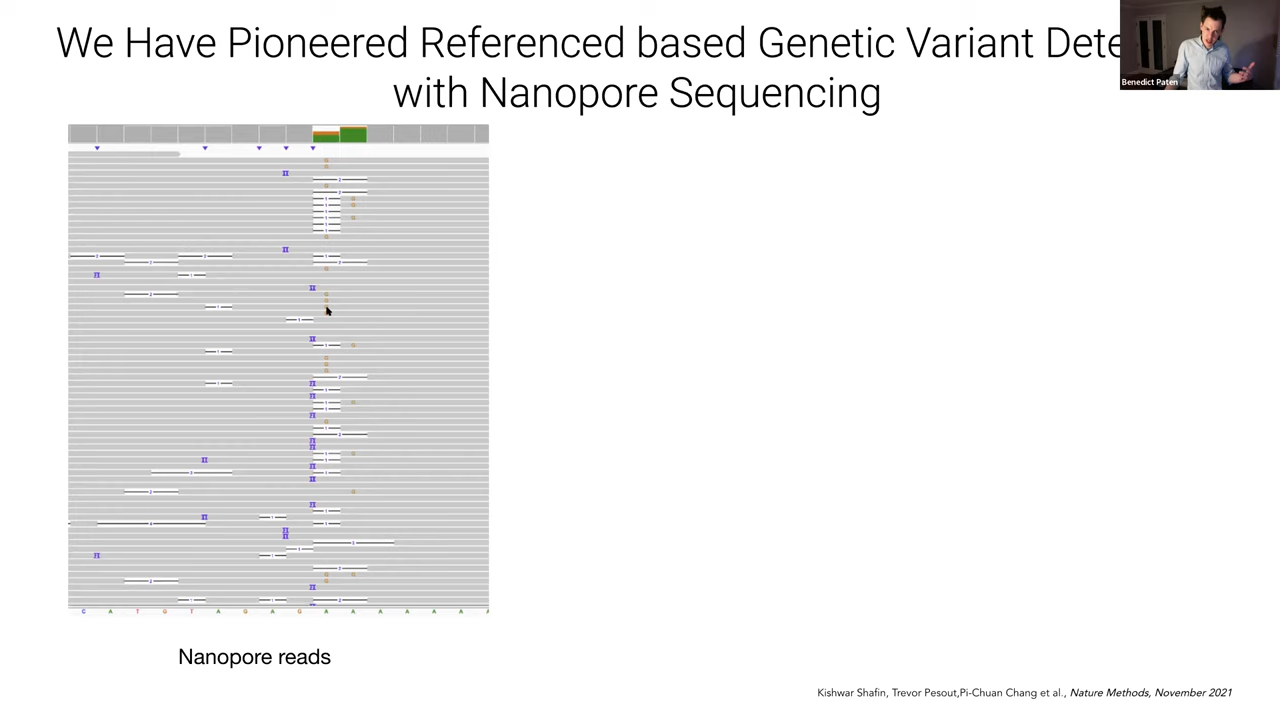 We Have Pioneered Referenced based Genetic Variant Dete
with Nanopore Sequencing
Benedict Paten
C A T G T A G A G A A A A A A A
Nanopore reads
Kishwar Shafin, Trevor Pesout,Pi-Chuan Chang et al., Nature Methods, November 2021